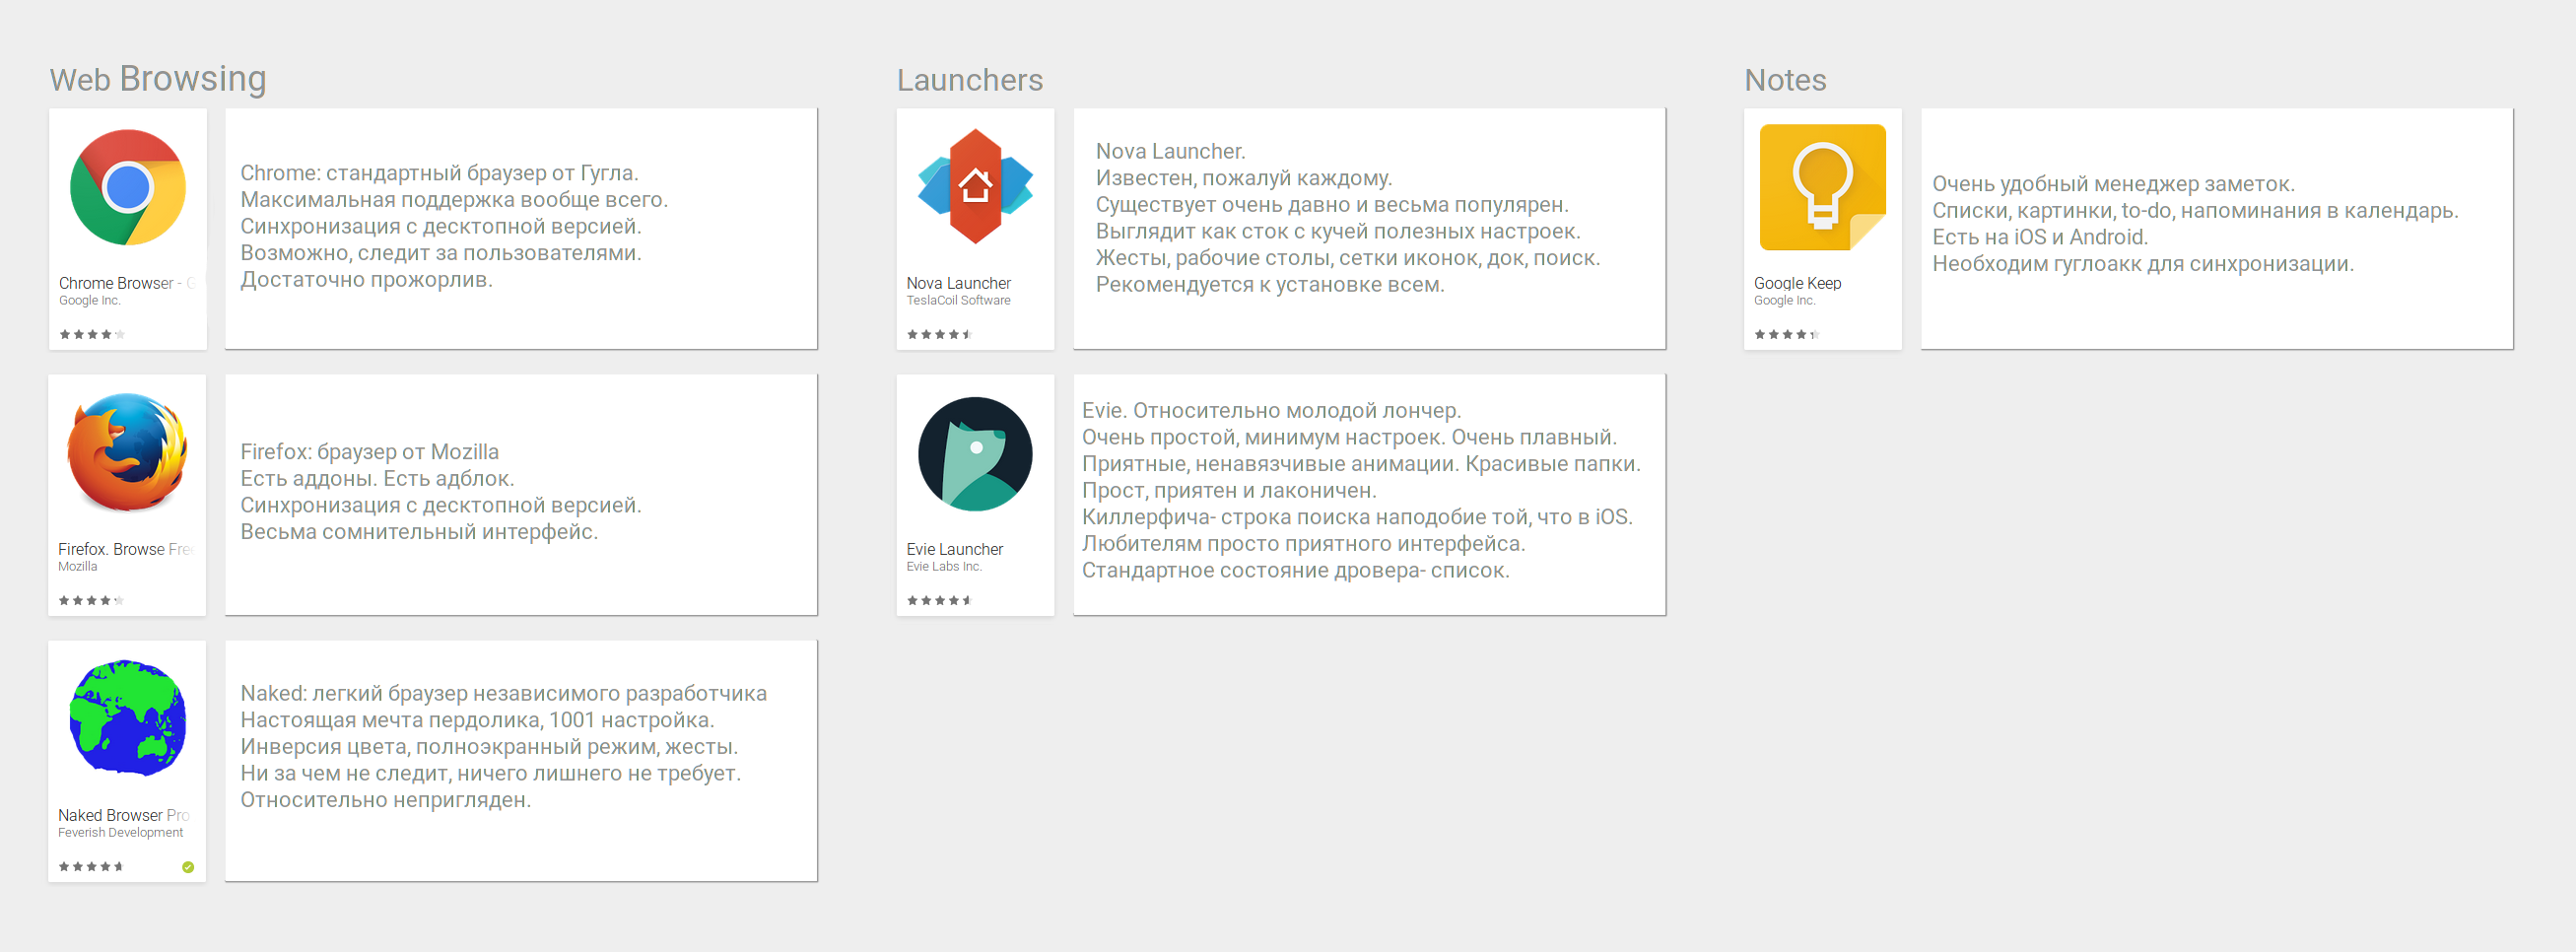 Web Browsing
Chrome Browser - G
Google Inc.
Chrome: стандартный браузер от Гугла.
Максимальная поддержка вообще всего.
Синхронизация с десктопной версией.
Возможно, следит за пользователями.
Достаточно прожорлив.
Firefox. Browse Free
Mozilla
Firefox: браузер от Mozilla
Есть аддоны. Есть адблок.
Синхронизация с десктопной версией.
Весьма сомнительный интерфейс.
Naked Browser Pro
Feverish Development
Naked: легкий браузер независимого разработчика
Настоящая мечта пердолика, 1001 настройка.
Инверсия цвета, полноэкранный режим, жесты.
Ни за чем не следит, ничего лишнего не требует.
Относительно непригляден.
Launchers
Nova Launcher
TeslaCoil Software
Nova Launcher.
Известен, пожалуй каждому.
Существует очень давно и весьма популярен.
Выглядит как сток с кучей полезных настроек.
Жесты, рабочие столы, сетки иконок, док, поиск.
Рекомендуется к установке всем.
Evie Launcher
Evie Labs Inc.
Evie. Относительно молодой лончер.
Очень простой, минимум настроек. Очень плавный.
Приятные, ненавязчивые анимации. Красивые папки.
Прост, приятен и лаконичен.
Киллерфича- строка поиска наподобие той, что в iOS.
Любителям просто приятного интерфейса.
Стандартное состояние дровера- список.
Notes
Google Keep
Google Inc.
Очень удобный менеджер заметок.
Списки, картинки, to-do, напоминания в календарь.
Есть на iOS и Android.
Необходим гуглоакк для синхронизации.